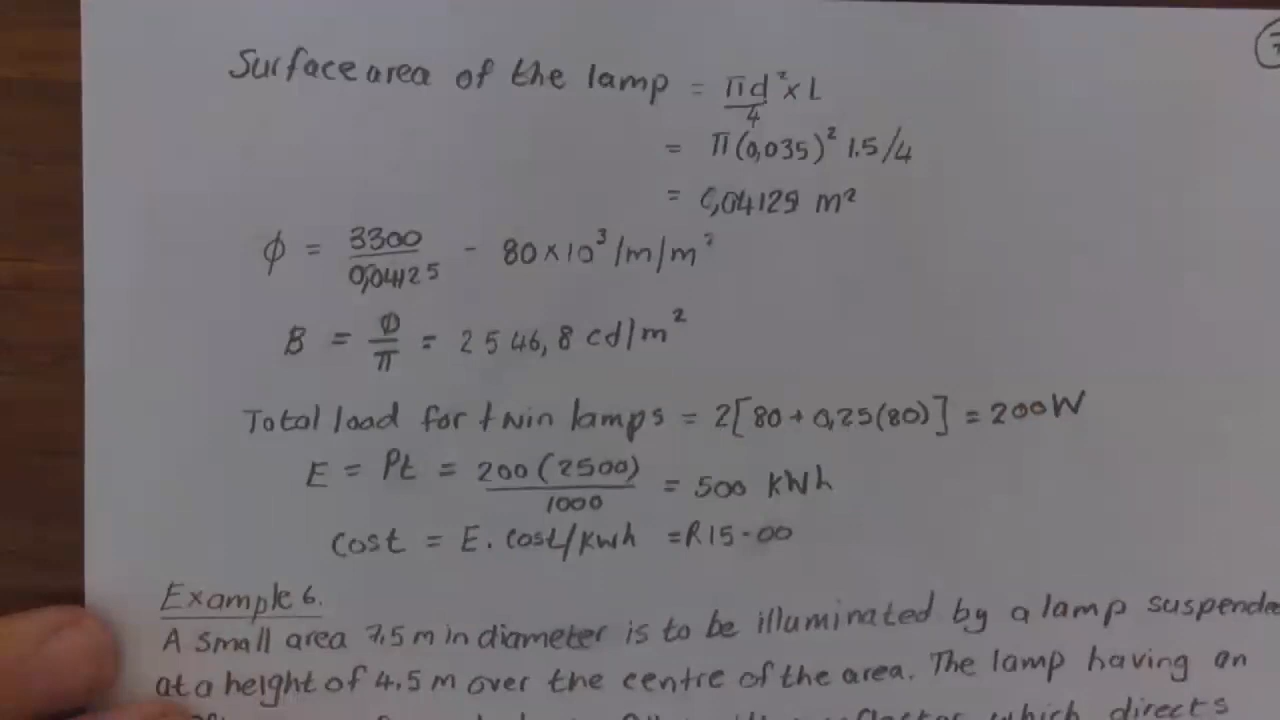 Surface area of the lamp = πd²/4 × L
= π(0,035)² 1.5/4
= 0,04125 m²
φ = 3300/0,04125 - 80×10³ lm/m²
B = φ/π = 2546,8 cd/m²
Total load for twin lamps = 2[80+0,25(80)] = 200W
E = Pt = 200(2500)/1000 = 500 kWh
cost = E. cost/kwh = R15-00
Example 6.
A small area 7,5 m in diameter is to be illuminated by a lamp suspende
at a height of 4.5 m over the centre of the area. The lamp having an
which directs